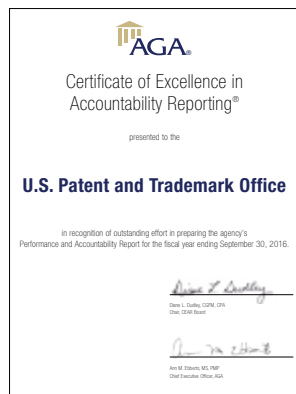 AGA®
Certificate of Excellence in
Accountability Reporting®
presented to the
U.S. Patent and Trademark Office
in recognition of outstanding effort in preparing the agency's
Performance and Accountability Report for the fiscal year ending September 30, 2016.
Diane L Dudley
Diane L. Dudley, CGFM, CPA
Chair, CEAR Board
Ann M. Ebberts, MS, PMP
Chief Executive Officer, AGA